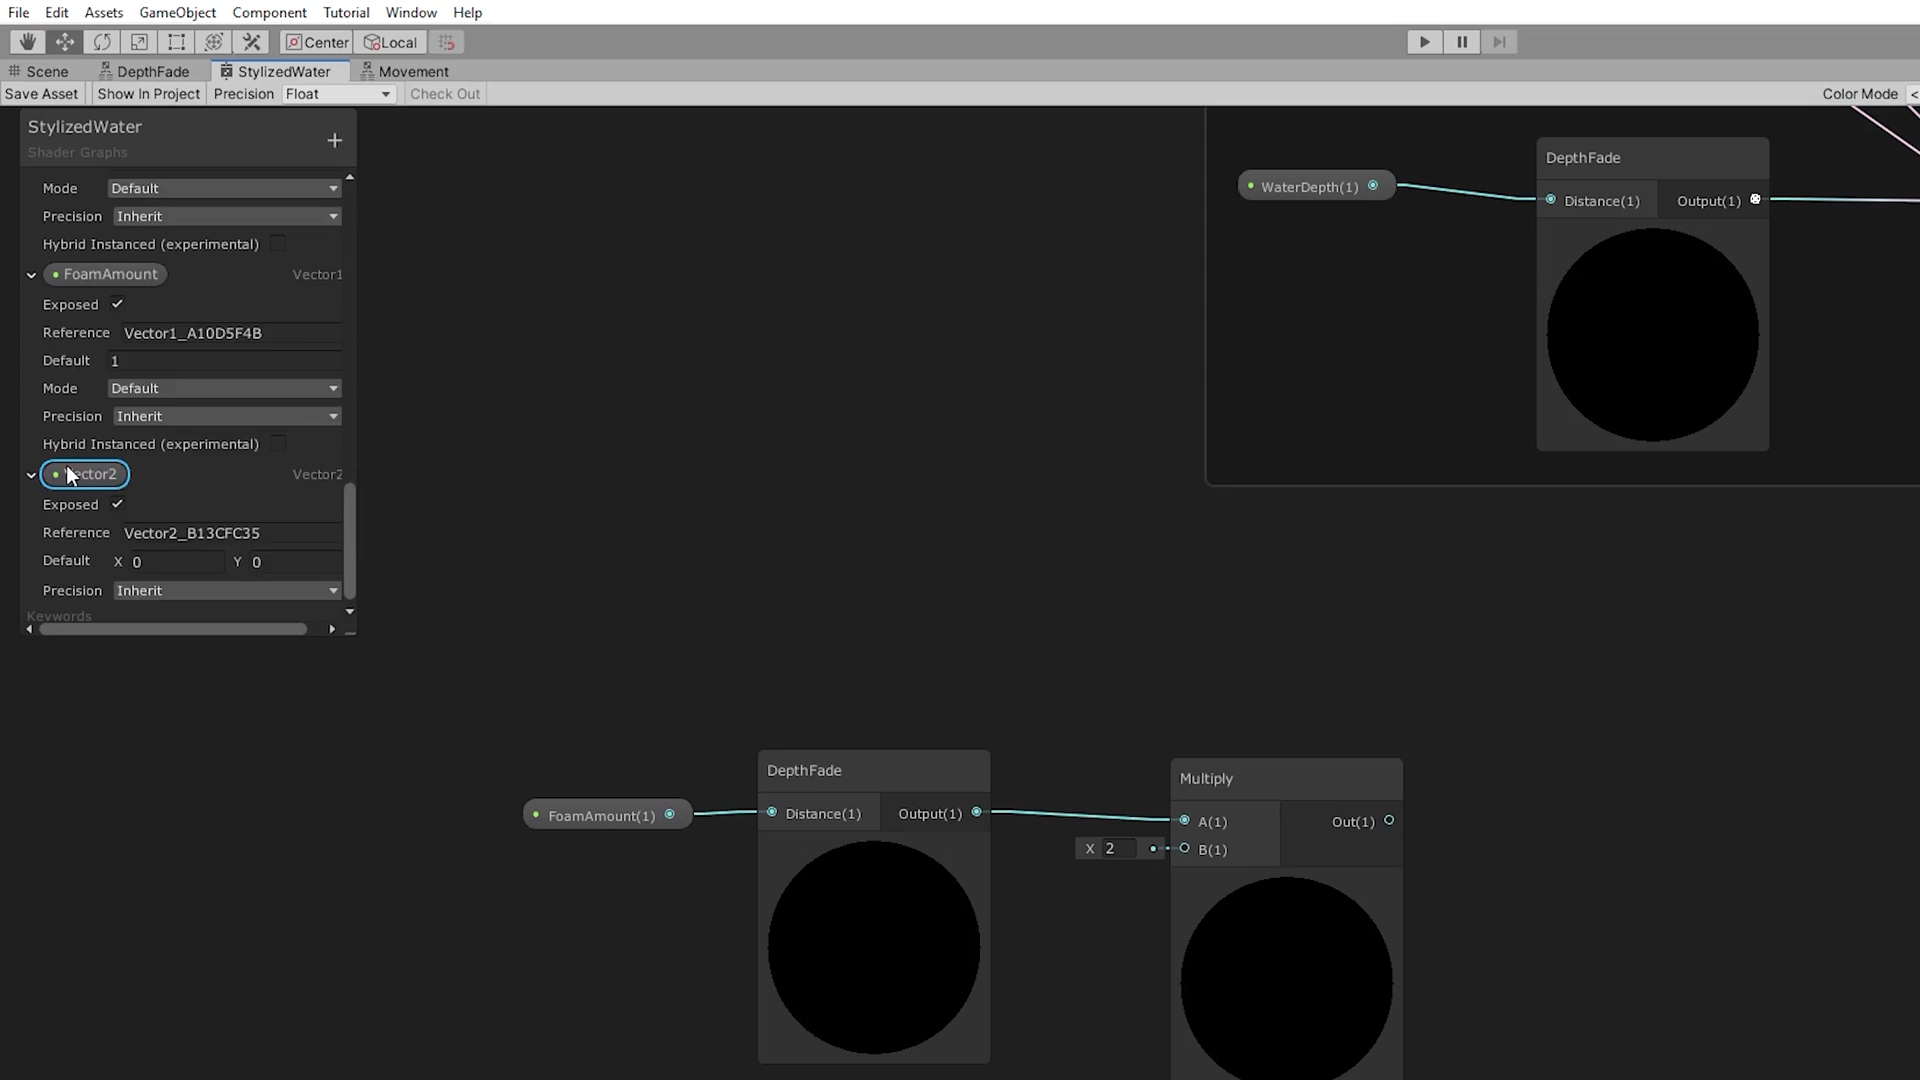 File Edit Assets GameObject Component Tutorial Window Help
Center Local
Scene DepthFade StylizedWater Movement
Save Asset Show In Project Precision Float Check Out Color Mode <
StylizedWater
Shader Graphs
Mode Default
Precision Inherit
Hybrid Instanced (experimental)
FoamAmount Vector1
Exposed
Reference Vector1_A10D5F4B
Default 1
Mode Default
Precision Inherit
Hybrid Instanced (experimental)
Vector2 Vector2
Exposed
Reference Vector2_B13CFC35
Default X 0 Y 0
Precision Inherit
Keywords
DepthFade
WaterDepth(1)
Distance(1) Output(1)
DepthFade
FoamAmount(1)
Distance(1) Output(1)
Multiply
A(1) Out(1)
X 2 B(1)